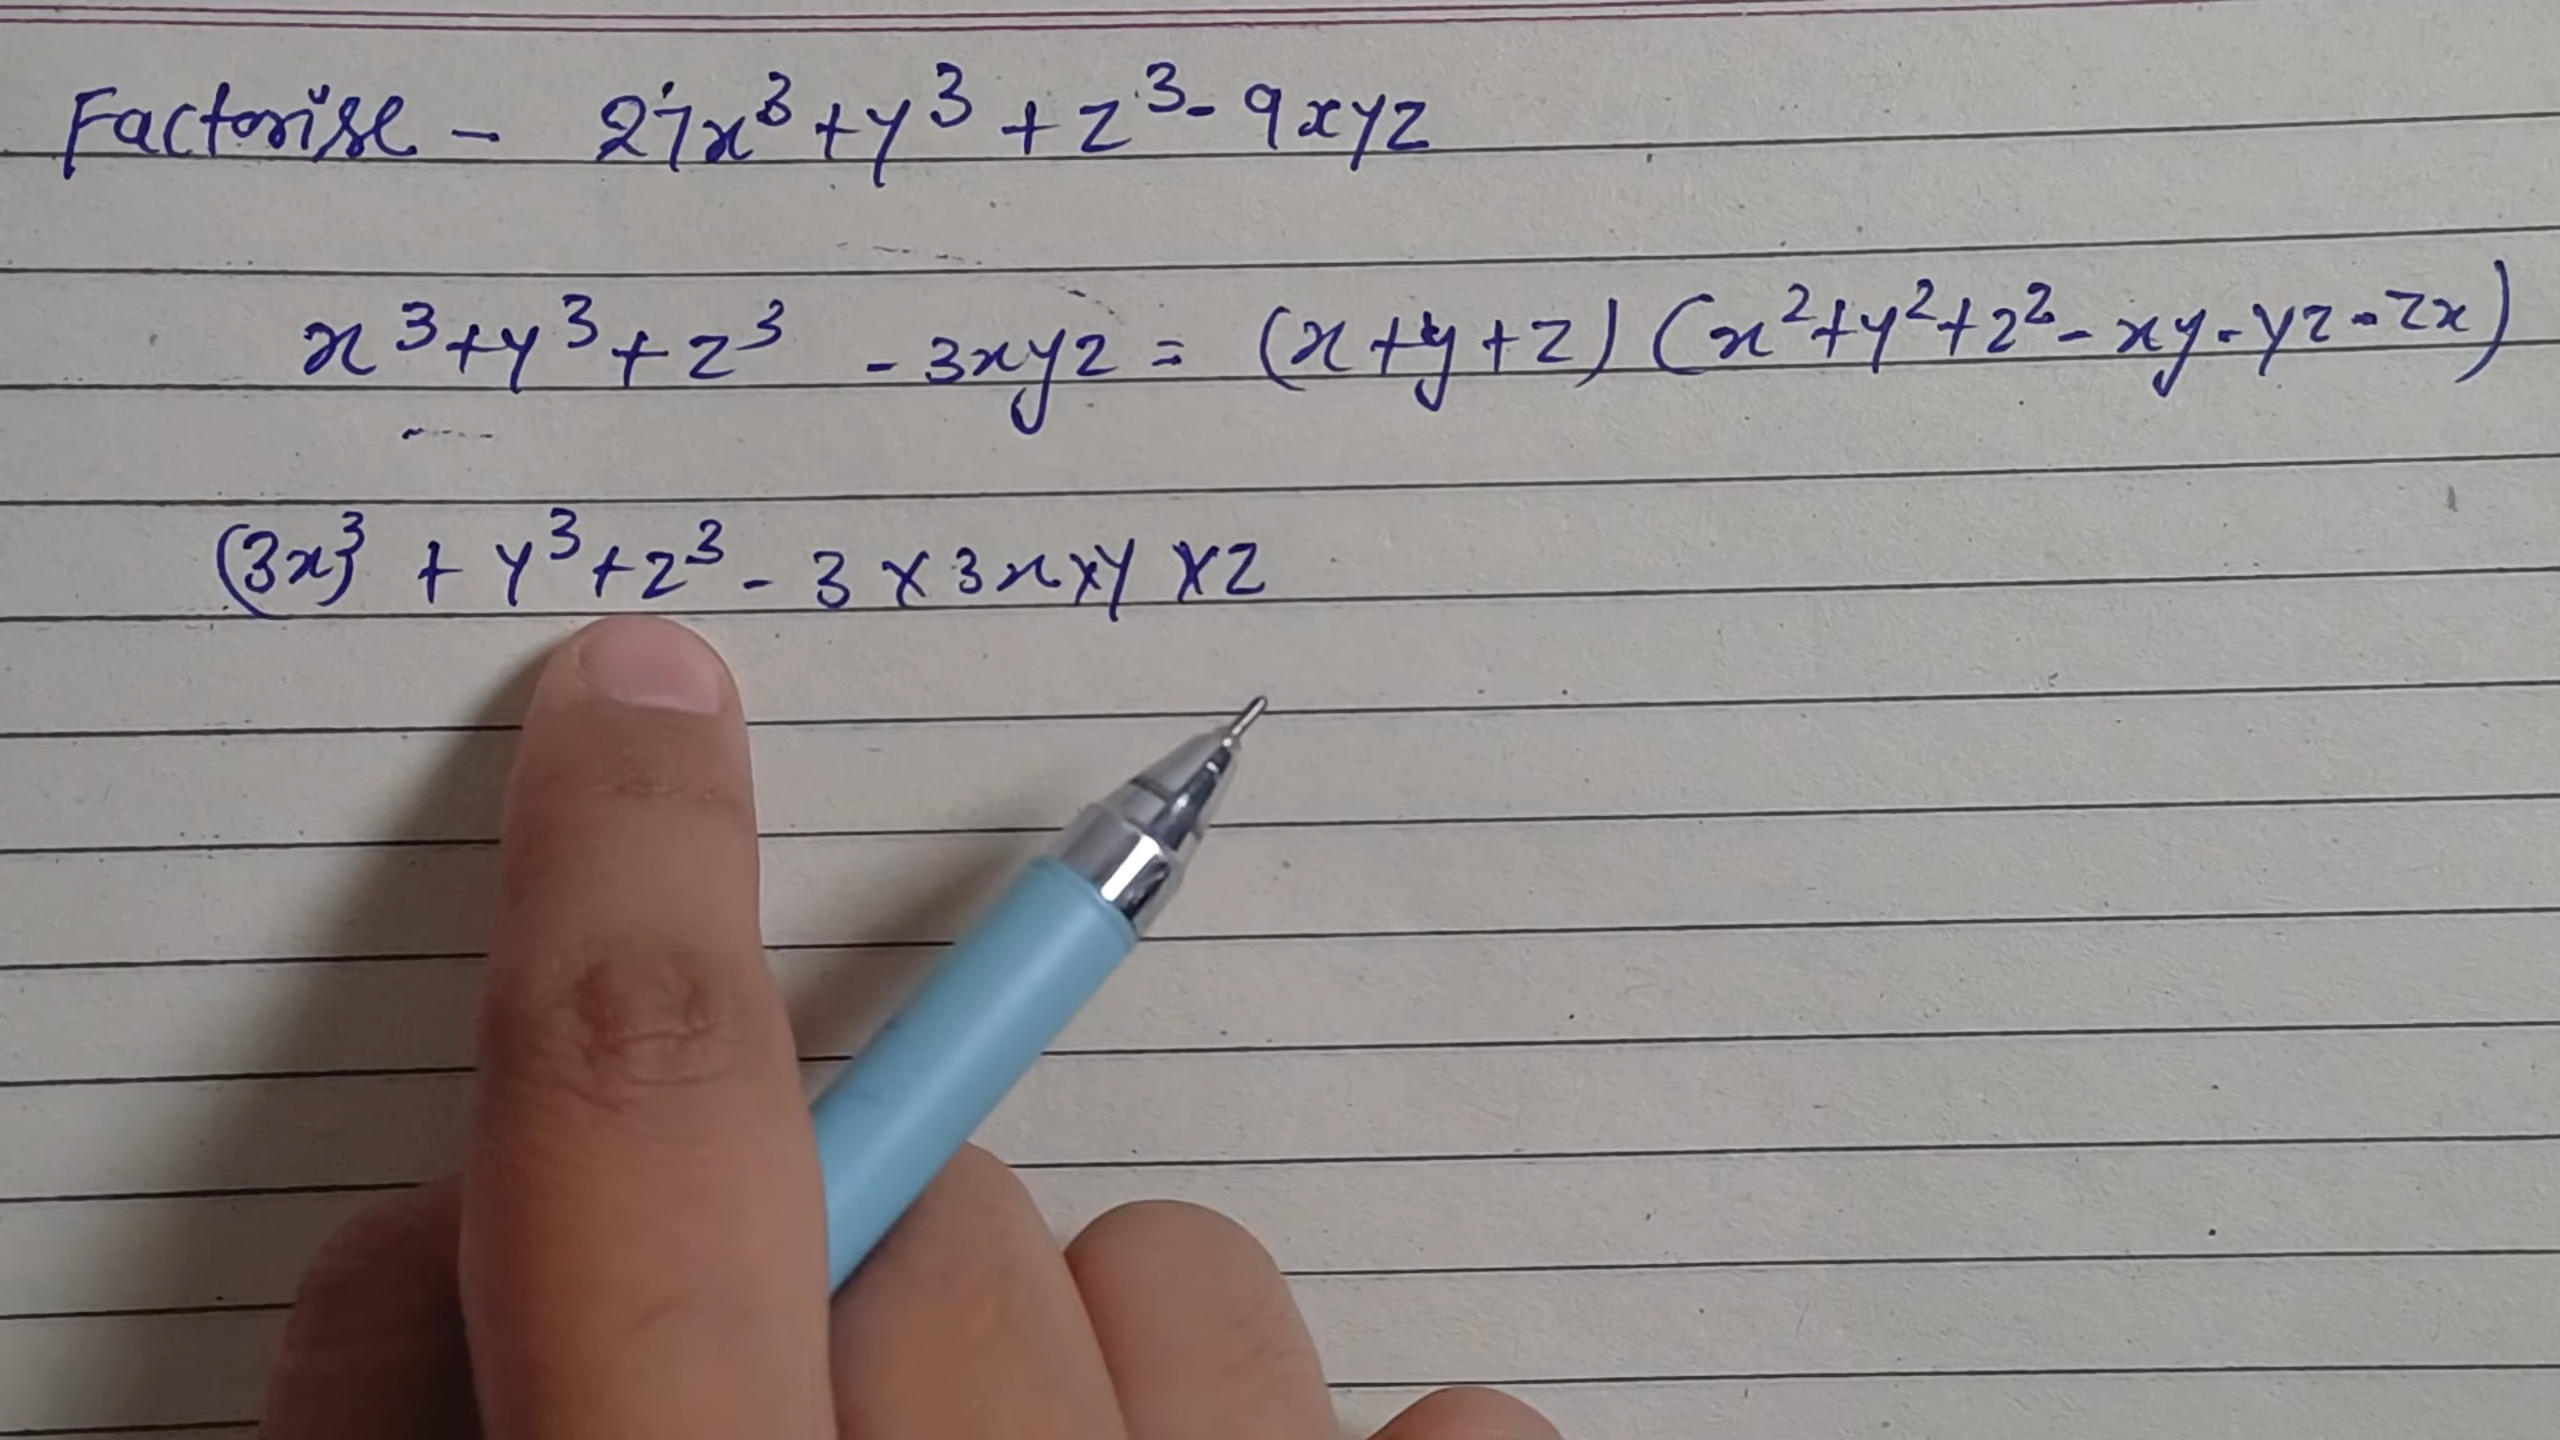 Factorise - 27x³+y³+z³-9xyz
x³+y³+z³ -3xyz = (x+y+z) (x²+y²+z²-xy-yz-zx)
(3x)³ + y³+z³ - 3 × 3x×y ×z